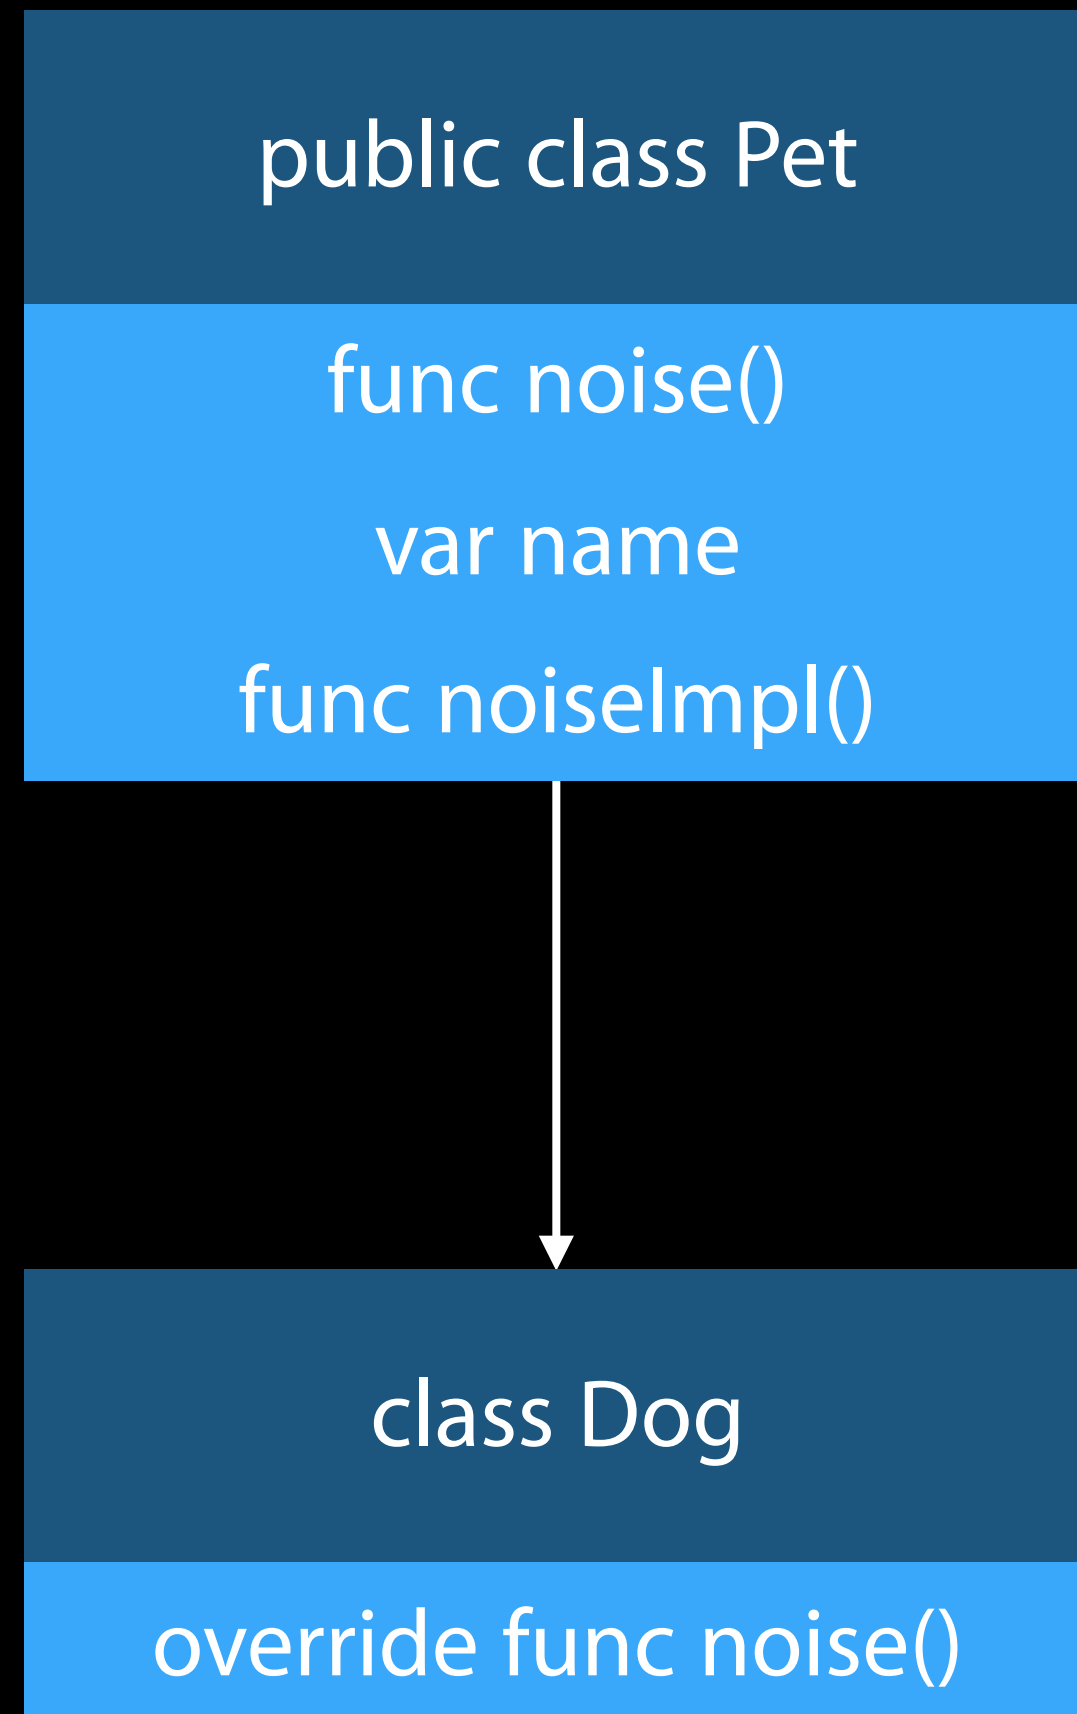 public class Pet
func noise()
var name
func noiseImpl()
class Dog
override func noise()